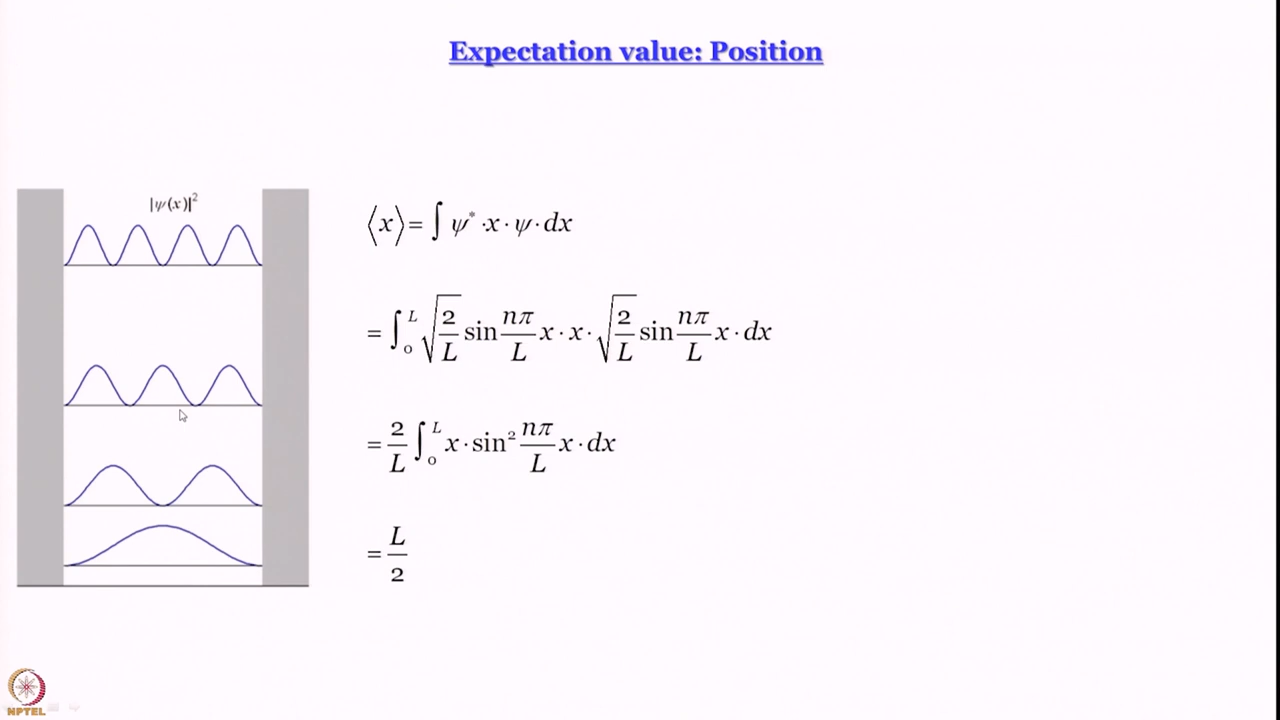 Expectation value: Position
|ψ(x)|²
⟨x⟩ = ∫ ψ* · x · ψ · dx
= ∫₀ᴸ √(2/L) sin (nπ/L) x · x · √(2/L) sin (nπ/L) x · dx
= (2/L) ∫₀ᴸ x · sin² (nπ/L) x · dx
= L/2
NPTEL